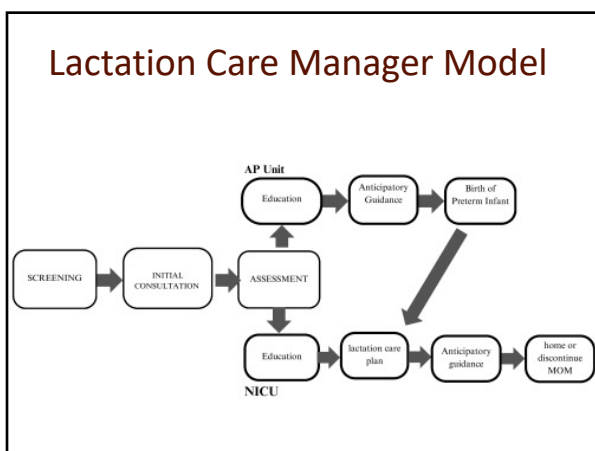 Lactation Care Manager Model
AP Unit
Education
Anticipatory
Guidance
Birth of
Preterm Infant
SCREENING
INITIAL
CONSULTATION
ASSESSMENT
Education
lactation care
plan
Anticipatory
guidance
home or
discontinue
MOM
NICU